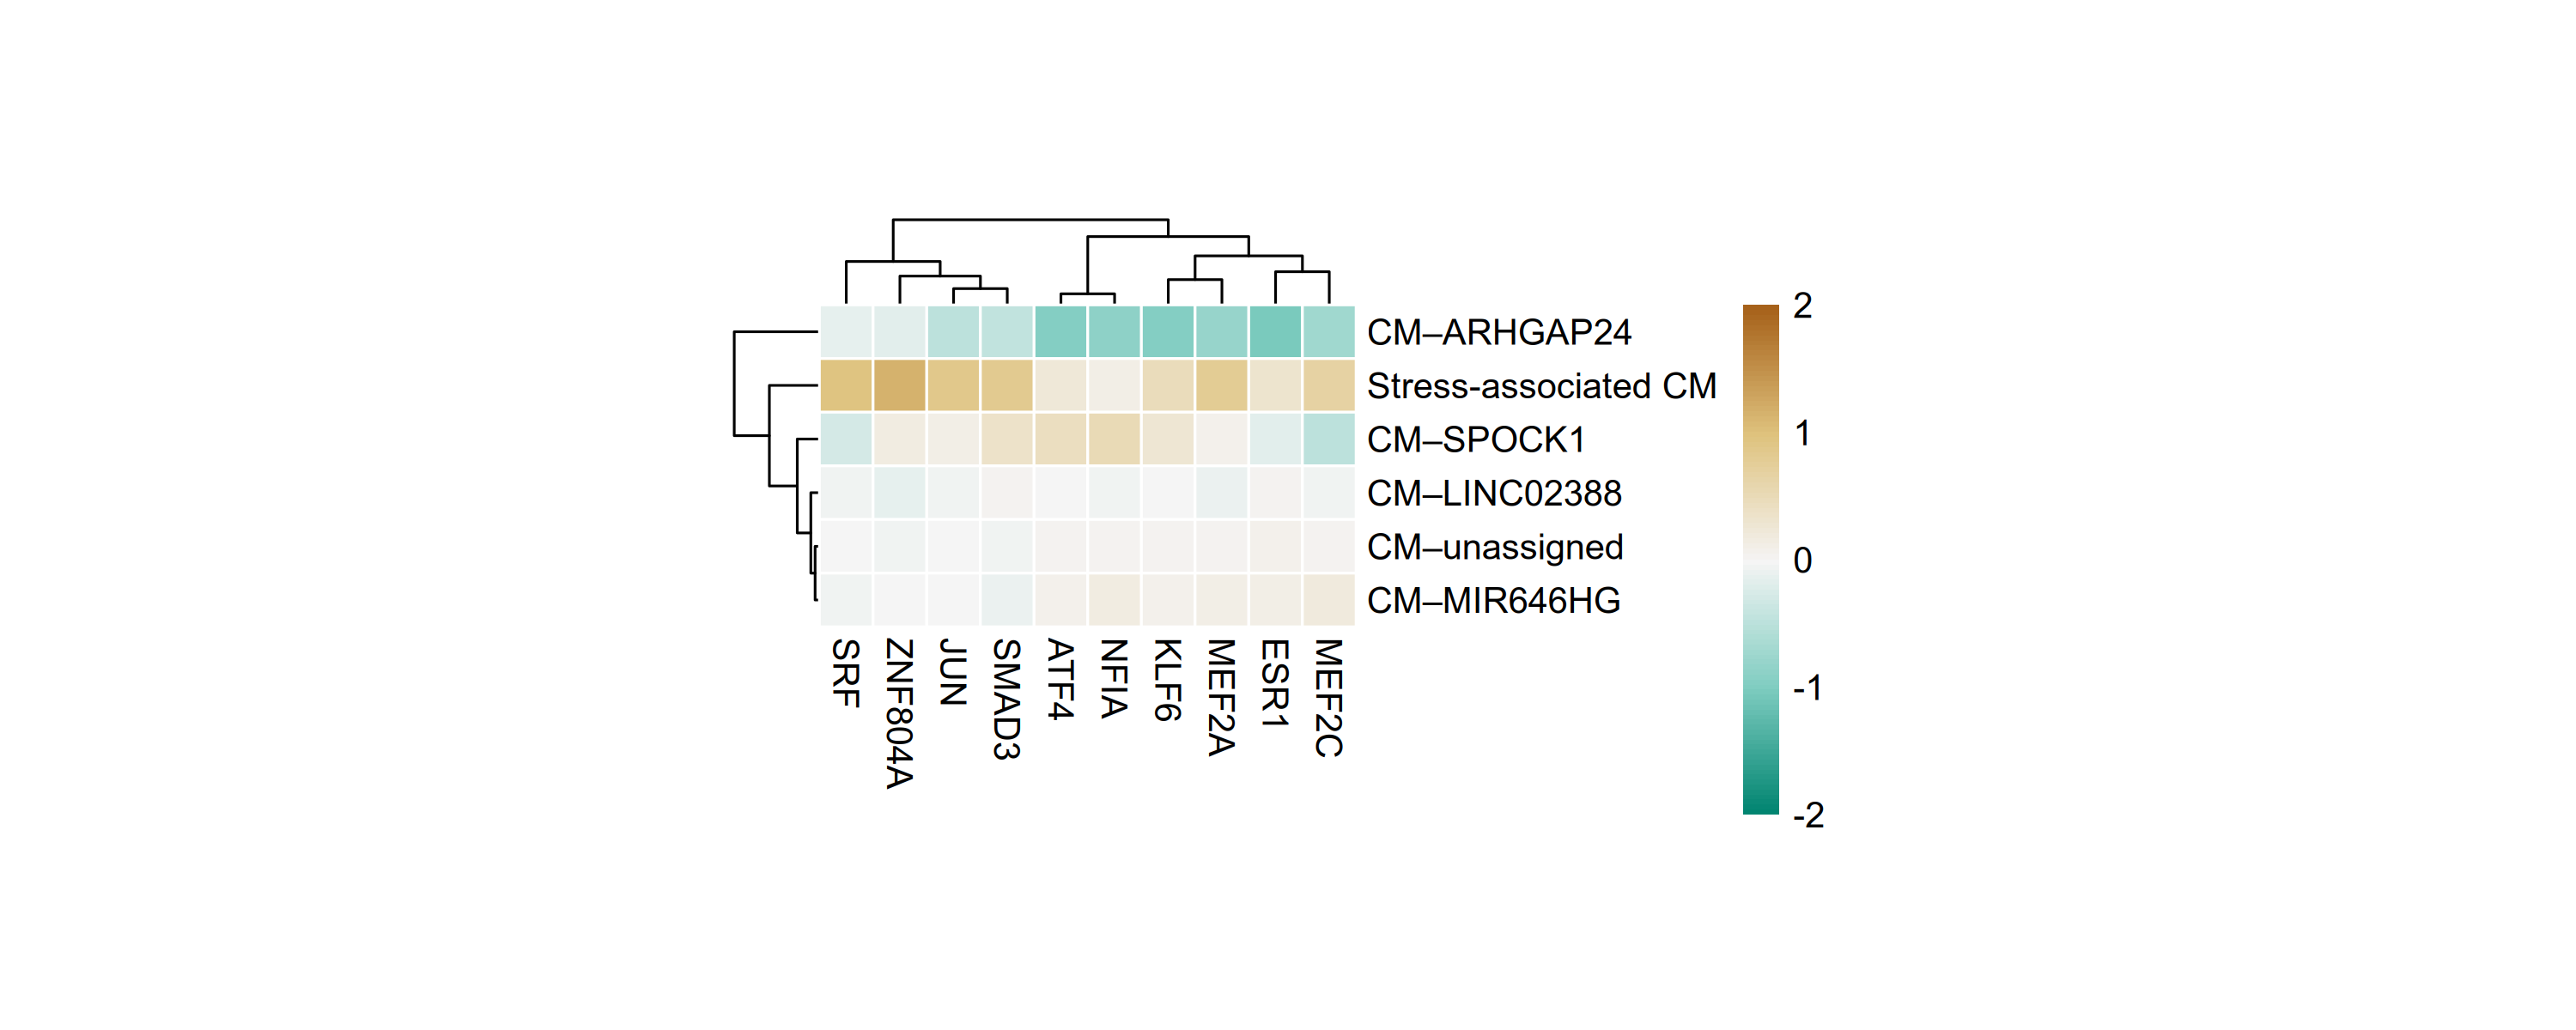 CM–ARHGAP24
Stress-associated CM
CM–SPOCK1
CM–LINC02388
CM–unassigned
CM–MIR646HG
SRF
ZNF804A
JUN
SMAD3
ATF4
NFIA
KLF6
MEF2A
ESR1
MEF2C
2
1
0
-1
-2